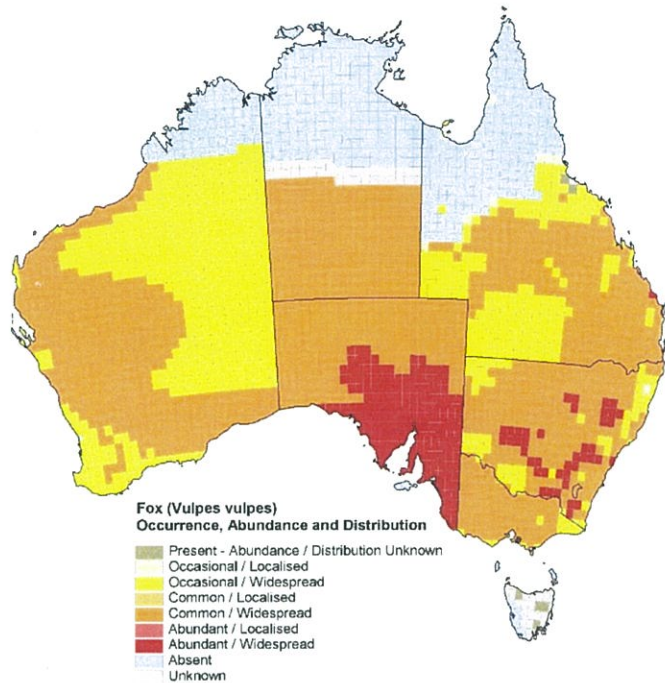 Fox (Vulpes vulpes)
Occurrence, Abundance and Distribution
Present - Abundance / Distribution Unknown
Occasional / Localised
Occasional / Widespread
Common / Localised
Common / Widespread
Abundant / Localised
Abundant / Widespread
Absent
Unknown